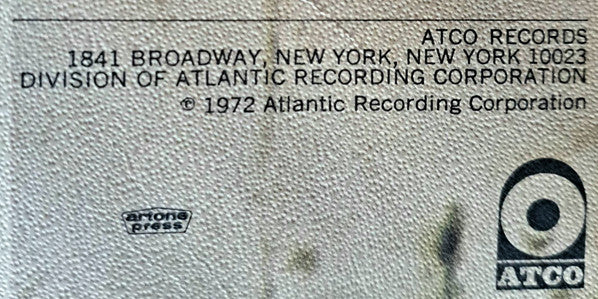 ATCO RECORDS
1841 BROADWAY, NEW YORK, NEW YORK 10023
DIVISION OF ATLANTIC RECORDING CORPORATION
℗ 1972 Atlantic Recording Corporation
artone
press
ATCO